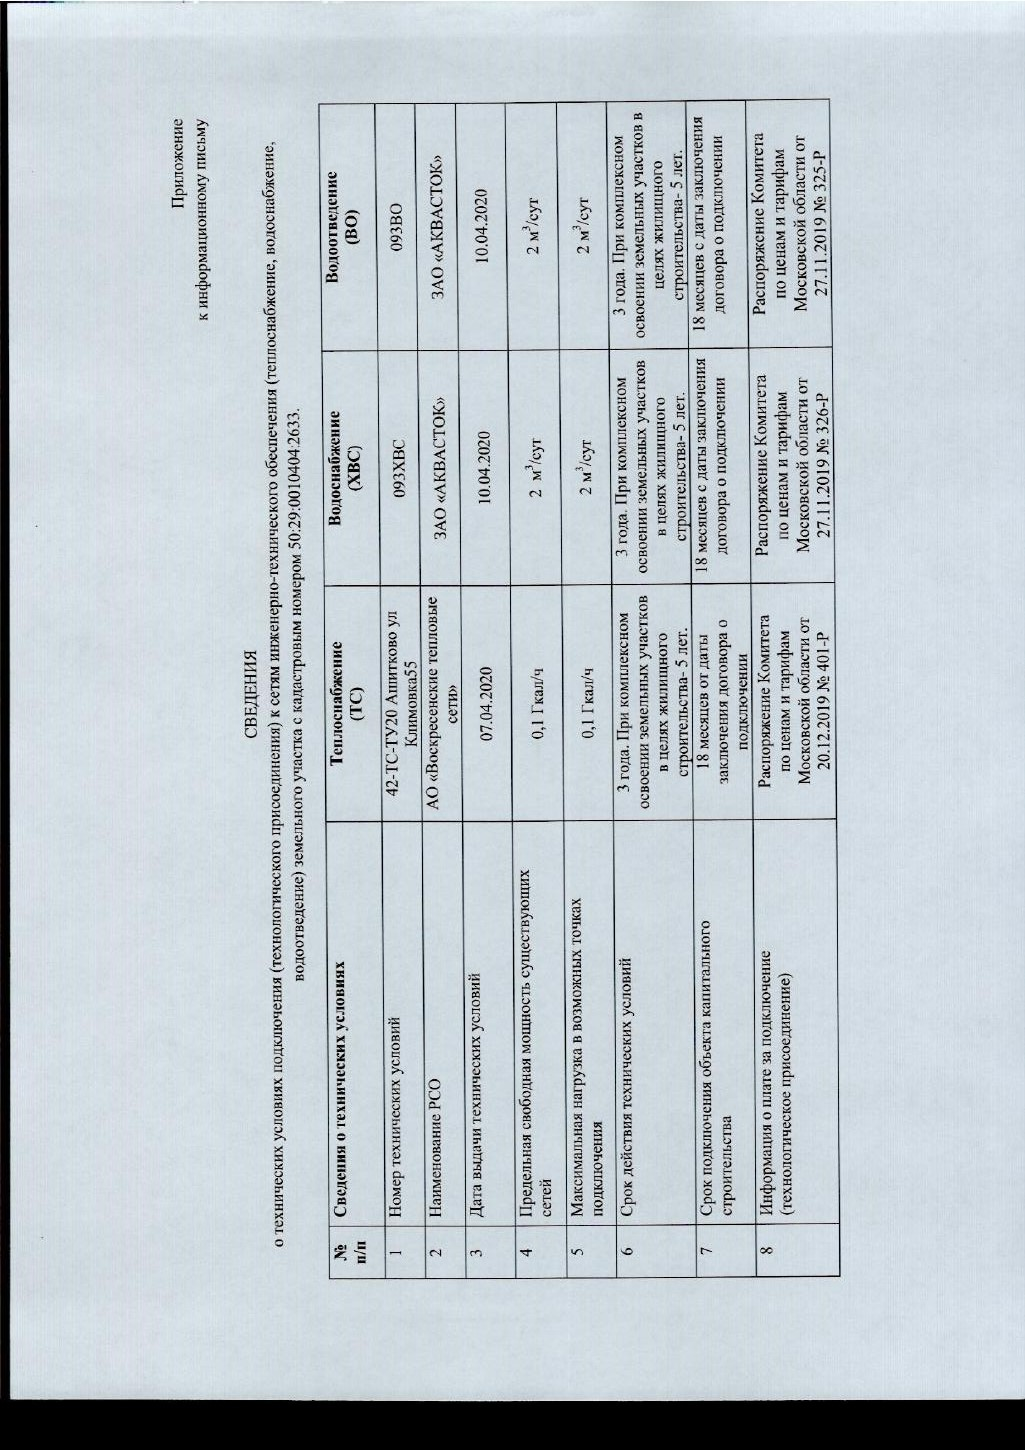 Приложение
к информационному письму
СВЕДЕНИЯ
о технических условиях подключения (технологического присоединения) к сетям инженерно-технического обеспечения (теплоснабжение, водоснабжение,
водоотведение) земельного участка с кадастровым номером 50:29:0010404:2633.
№
п/п
Сведения о технических условиях
Теплоснабжение
(ТС)
Водоснабжение
(ХВС)
Водоотведение
(ВО)
1
Номер технических условий
42-ТС-ТУ20 Ашитково ул
Климовка55
093ХВС
093ВО
2
Наименование РСО
АО «Воскресенские тепловые
сети»
ЗАО «АКВАСТОК»
ЗАО «АКВАСТОК»
3
Дата выдачи технических условий
07.04.2020
10.04.2020
10.04.2020
4
Предельная свободная мощность существующих
сетей
0,1 Гкал/ч
2 м³/сут
2 м³/сут
5
Максимальная нагрузка в возможных точках
подключения
0,1 Гкал/ч
2 м³/сут
2 м³/сут
6
Срок действия технических условий
3 года. При комплексном
освоении земельных участков
в целях жилищного
строительства- 5 лет.
3 года. При комплексном
освоении земельных участков
в целях жилищного
строительства- 5 лет.
3 года. При комплексном
освоении земельных участков в
целях жилищного
строительства- 5 лет.
7
Срок подключения объекта капитального
строительства
18 месяцев от даты
заключения договора о
подключении
18 месяцев с даты заключения
договора о подключении
18 месяцев с даты заключения
договора о подключении
8
Информация о плате за подключение
(технологическое присоединение)
Распоряжение Комитета
по ценам и тарифам
Московской области от
20.12.2019 № 401-Р
Распоряжение Комитета
по ценам и тарифам
Московской области от
27.11.2019 № 326-Р
Распоряжение Комитета
по ценам и тарифам
Московской области от
27.11.2019 № 325-Р